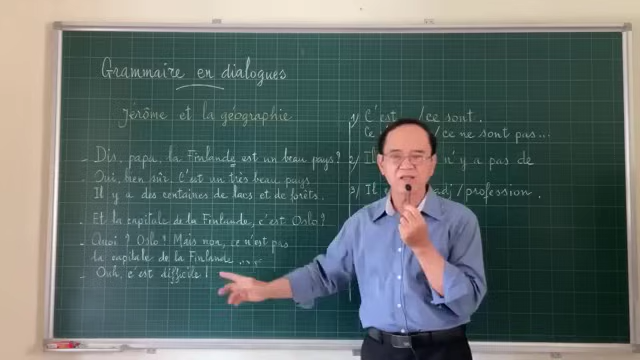 Grammaire en dialogues
Jérôme et la géographie
- Dis, papa, la Finlande est un beau pays ?
- Oui, bien sûr. C'est un très beau pays.
Il y a des centaines de lacs et de forêts.
- Et la capitale de la Finlande, c'est Oslo ?
- Quoi ? Oslo ? Mais non, ce n'est pas
la capitale de la Finlande ....
- Ouh, c'est difficile !
1) C'est /ce sont.
Ce /ce ne sont pas...
2) Il n'y a pas de
3) Il adj /profession.